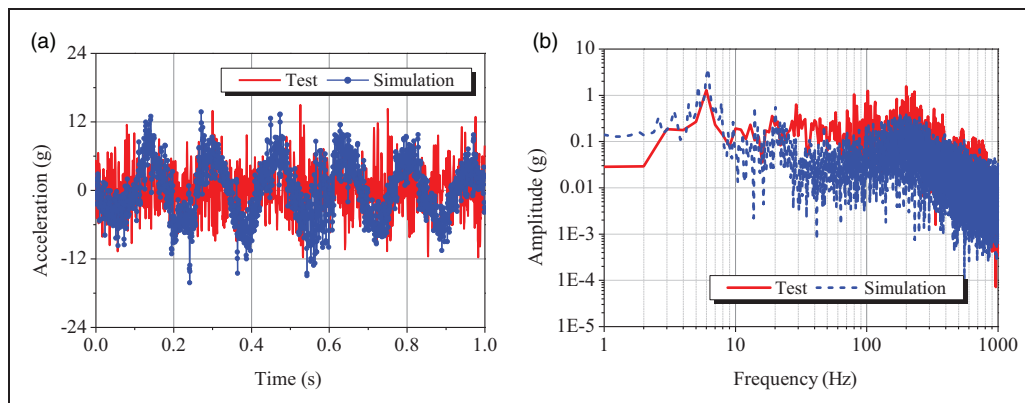 (a)
24
12
0
-12
-24
Acceleration (g)
Test
Simulation
0.0
0.2
0.4
0.6
0.8
1.0
Time (s)
(b)
10
1
0.1
0.01
1E-3
1E-4
1E-5
Amplitude (g)
Test
Simulation
1
10
100
1000
Frequency (Hz)